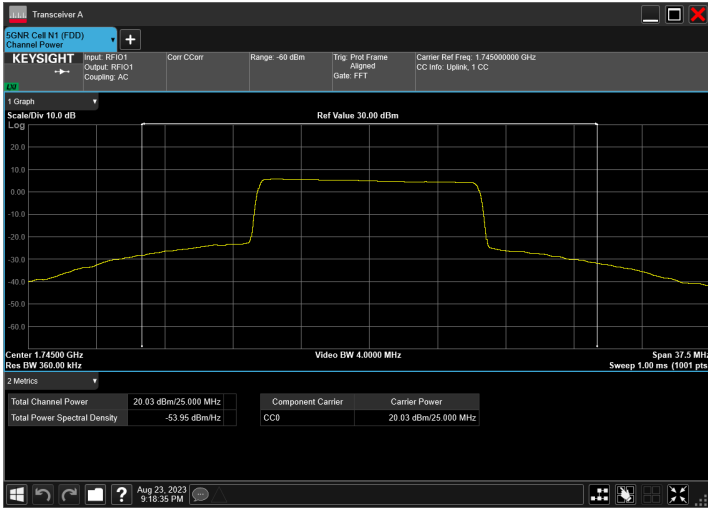 Transceiver A
5GNR Cell N1 (FDD)
Channel Power
KEYSIGHT
LXI
Input: RFIO1
Output: RFIO1
Coupling: AC
Corr CCorr
Range: -60 dBm
Trig: Prot Frame
Aligned
Gate: FFT
Carrier Ref Freq: 1.745000000 GHz
CC Info: Uplink, 1 CC
1 Graph
Scale/Div 10.0 dB
Ref Value 30.00 dBm
Log
20.0
10.0
0.00
-10.0
-20.0
-30.0
-40.0
-50.0
-60.0
Center 1.74500 GHz
Video BW 4.0000 MHz
Span 37.5 MHz
Res BW 360.00 kHz
Sweep 1.00 ms (1001 pts
2 Metrics
Total Channel Power 20.03 dBm/25.000 MHz
Total Power Spectral Density -53.95 dBm/Hz
Component Carrier Carrier Power
CC0 20.03 dBm/25.000 MHz
Aug 23, 2023
9:18:35 PM